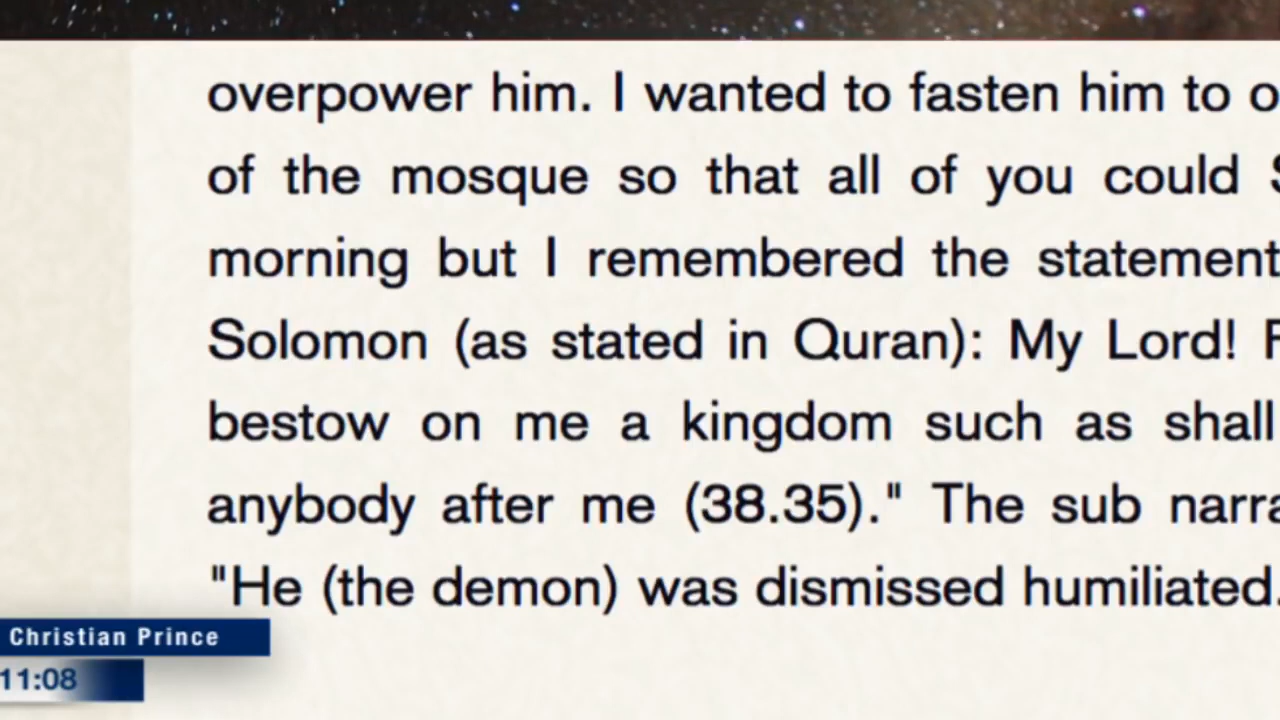 overpower him. I wanted to fasten him to
of the mosque so that all of you could
morning but I remembered the statement
Solomon (as stated in Quran): My Lord!
bestow on me a kingdom such as shall
anybody after me (38.35)." The sub
"He (the demon) was dismissed humiliated.
Christian Prince
11:08